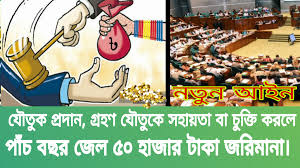 ৳
নতুন আইন
যৌতুক প্রদান, গ্রহণ যৌতুকে সহায়তা বা চুক্তি করলে
পাঁচ বছর জেল ৫০ হাজার টাকা জরিমানা।